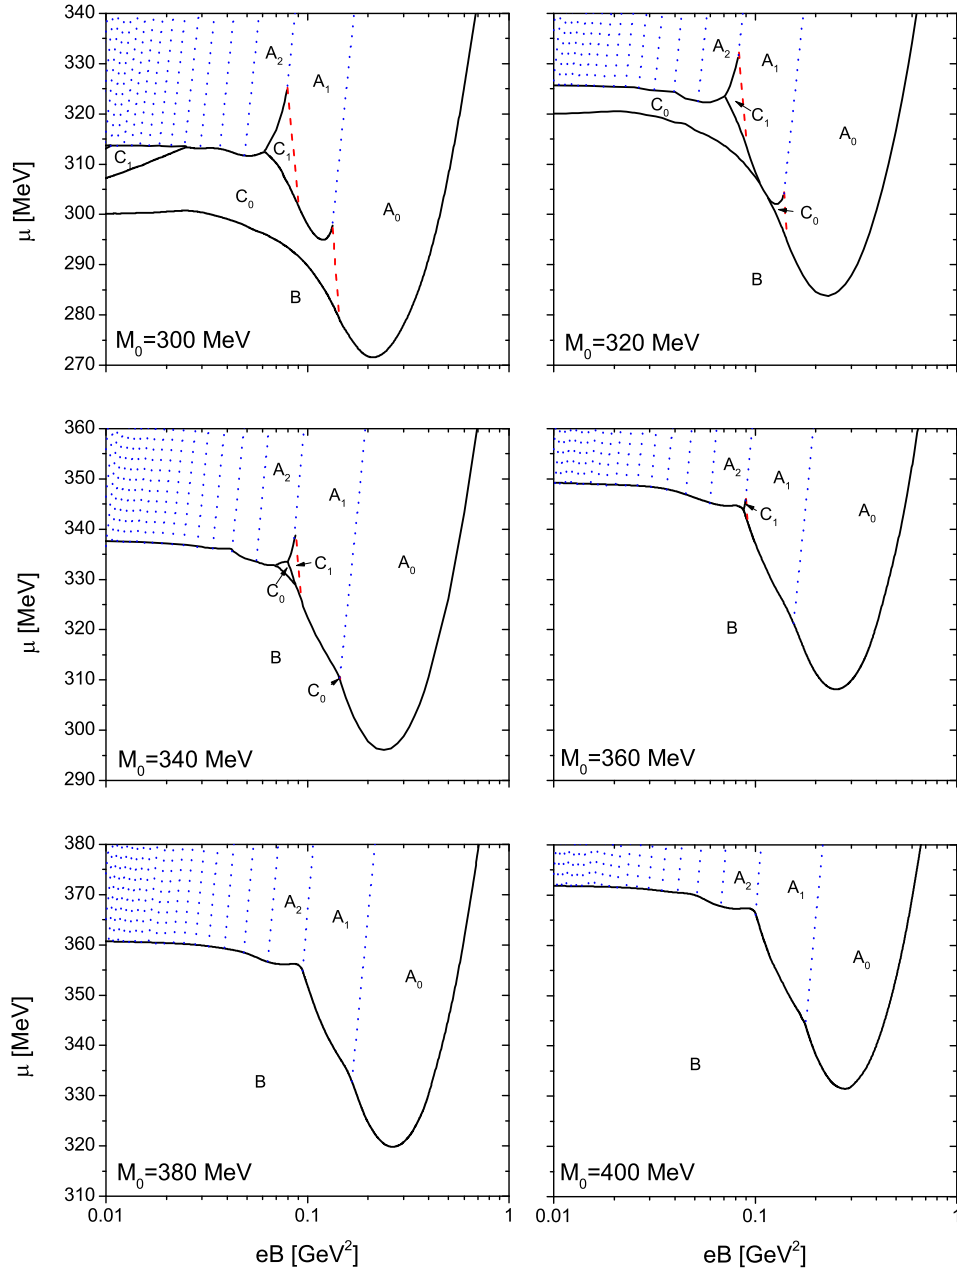 340
330
320
310
300
290
280
270
μ [MeV]
A₂
A₁
C₁
C₁
C₀
A₀
B
M₀=300 MeV
A₂
A₁
C₀
C₁
A₀
C₀
B
M₀=320 MeV
360
350
340
330
320
310
300
290
μ [MeV]
A₂
A₁
C₁
A₀
C₀
B
C₀
M₀=340 MeV
A₂
A₁
C₁
A₀
B
M₀=360 MeV
380
370
360
350
340
330
320
310
μ [MeV]
A₂
A₁
A₀
B
M₀=380 MeV
0.01
0.1
1
eB [GeV²]
A₂
A₁
A₀
B
M₀=400 MeV
0.01
0.1
1
eB [GeV²]